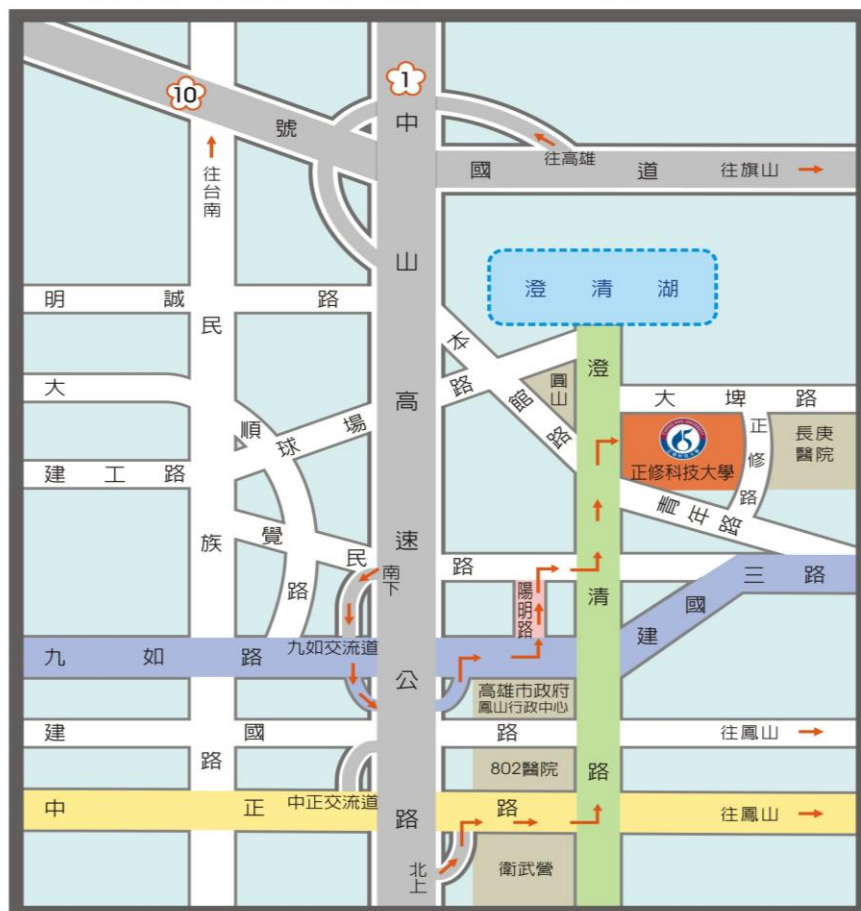 10
1
號
中山高速公路
往台南
往高雄
國道
往旗山
澄清湖
明誠路
民族路
本館路
大順路
球場路
圓山
澄清路
大埤路
正修科技大學
正修路
長庚
醫院
建工路
覺民路
青年路
南下
陽明路
建國三路
九如路
九如交流道
高雄市政府
鳳山行政中心
建國路
往鳳山
802醫院
中正路
中正交流道
往鳳山
北上
衛武營